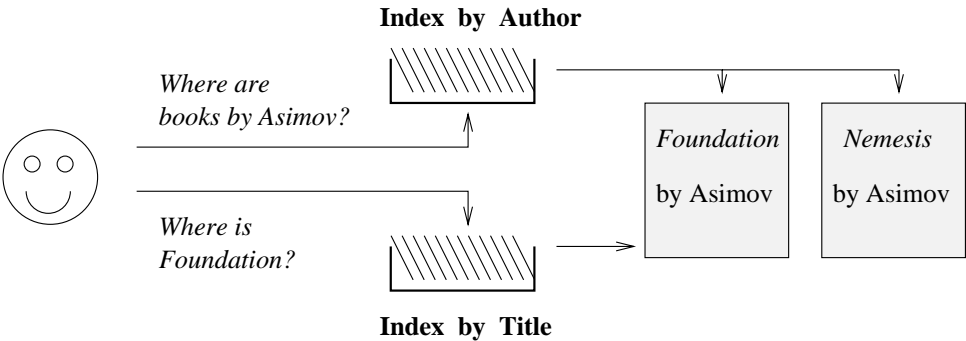 Index by Author
Where are
books by Asimov?
Foundation
by Asimov
Nemesis
by Asimov
Where is
Foundation?
Index by Title